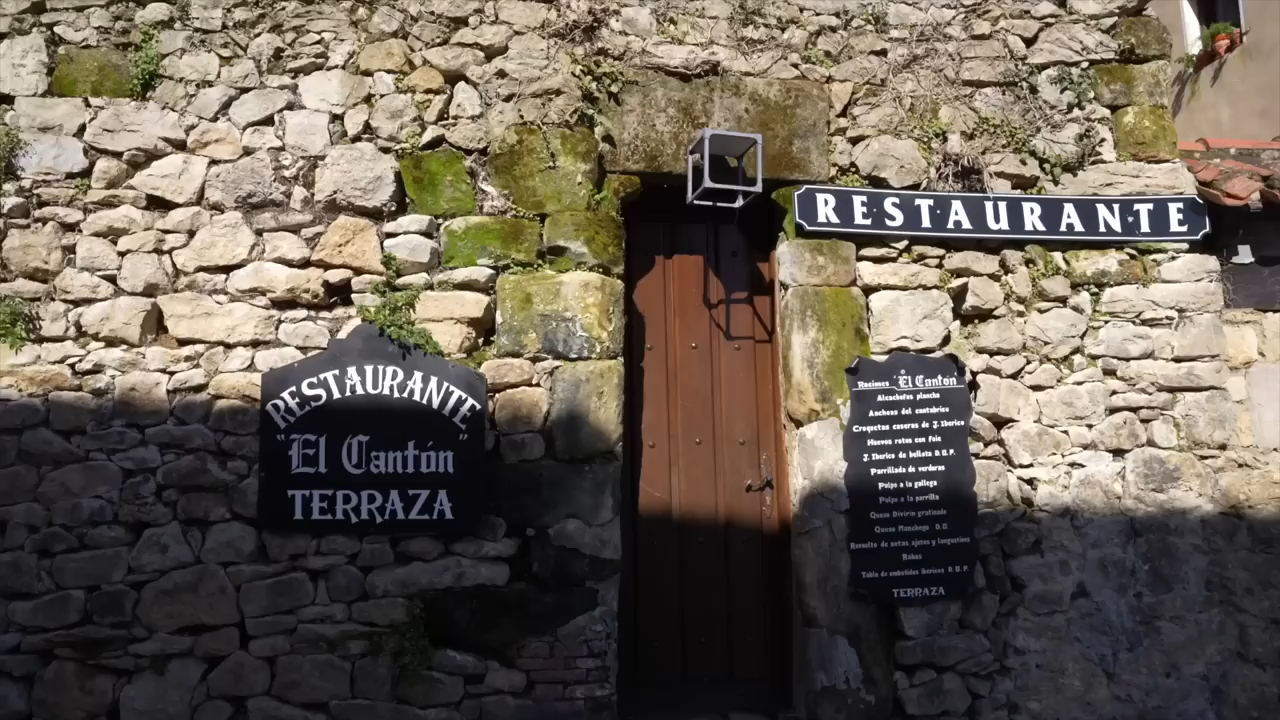 RESTAURANTE
RESTAURANTE
"El Cantón"
TERRAZA
Raciones "El Cantón
Alcachofas plancha
Anchoas del cantabrico
Croquetas caseras de J. Iberico
Huevos rotos con foie
J. Iberico de bellota D.O.P.
Parrillada de verduras
Pulpo a la gallega
Pulpo a la parrilla
Queso Divirin gratinado
Queso Manchego D.O.
Revuelto de setas ajetes y langostinos
Rabas
Tabla de embutidos ibericos D.O.P.
TERRAZA